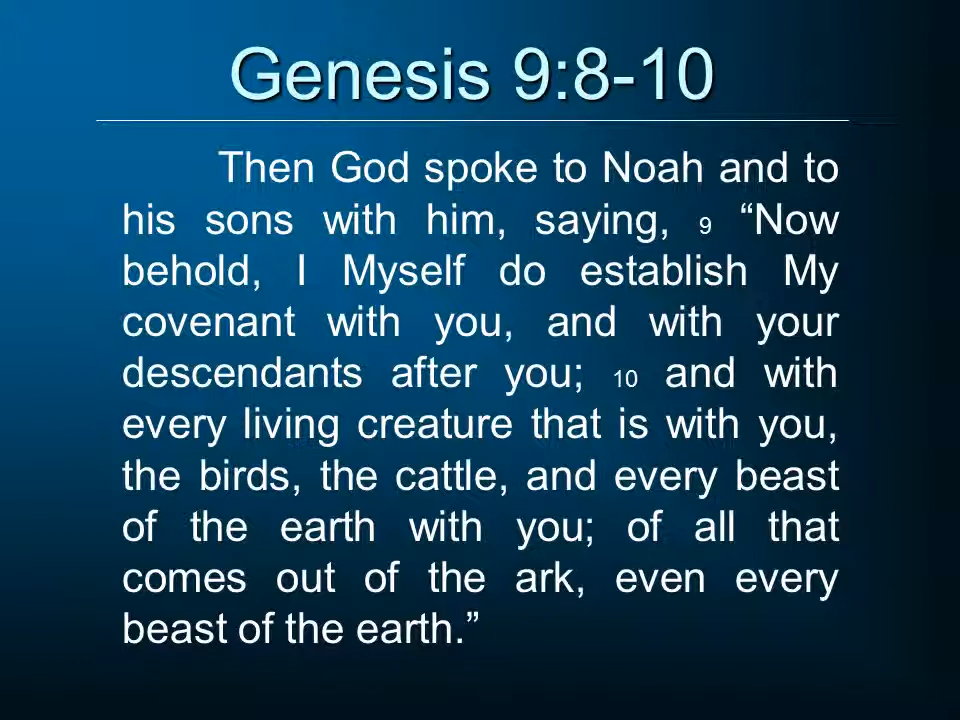 Genesis 9:8-10
Then God spoke to Noah and to
his sons with him, saying, 9 “Now
behold, I Myself do establish My
covenant with you, and with your
descendants after you; 10 and with
every living creature that is with you,
the birds, the cattle, and every beast
of the earth with you; of all that
comes out of the ark, even every
beast of the earth.”